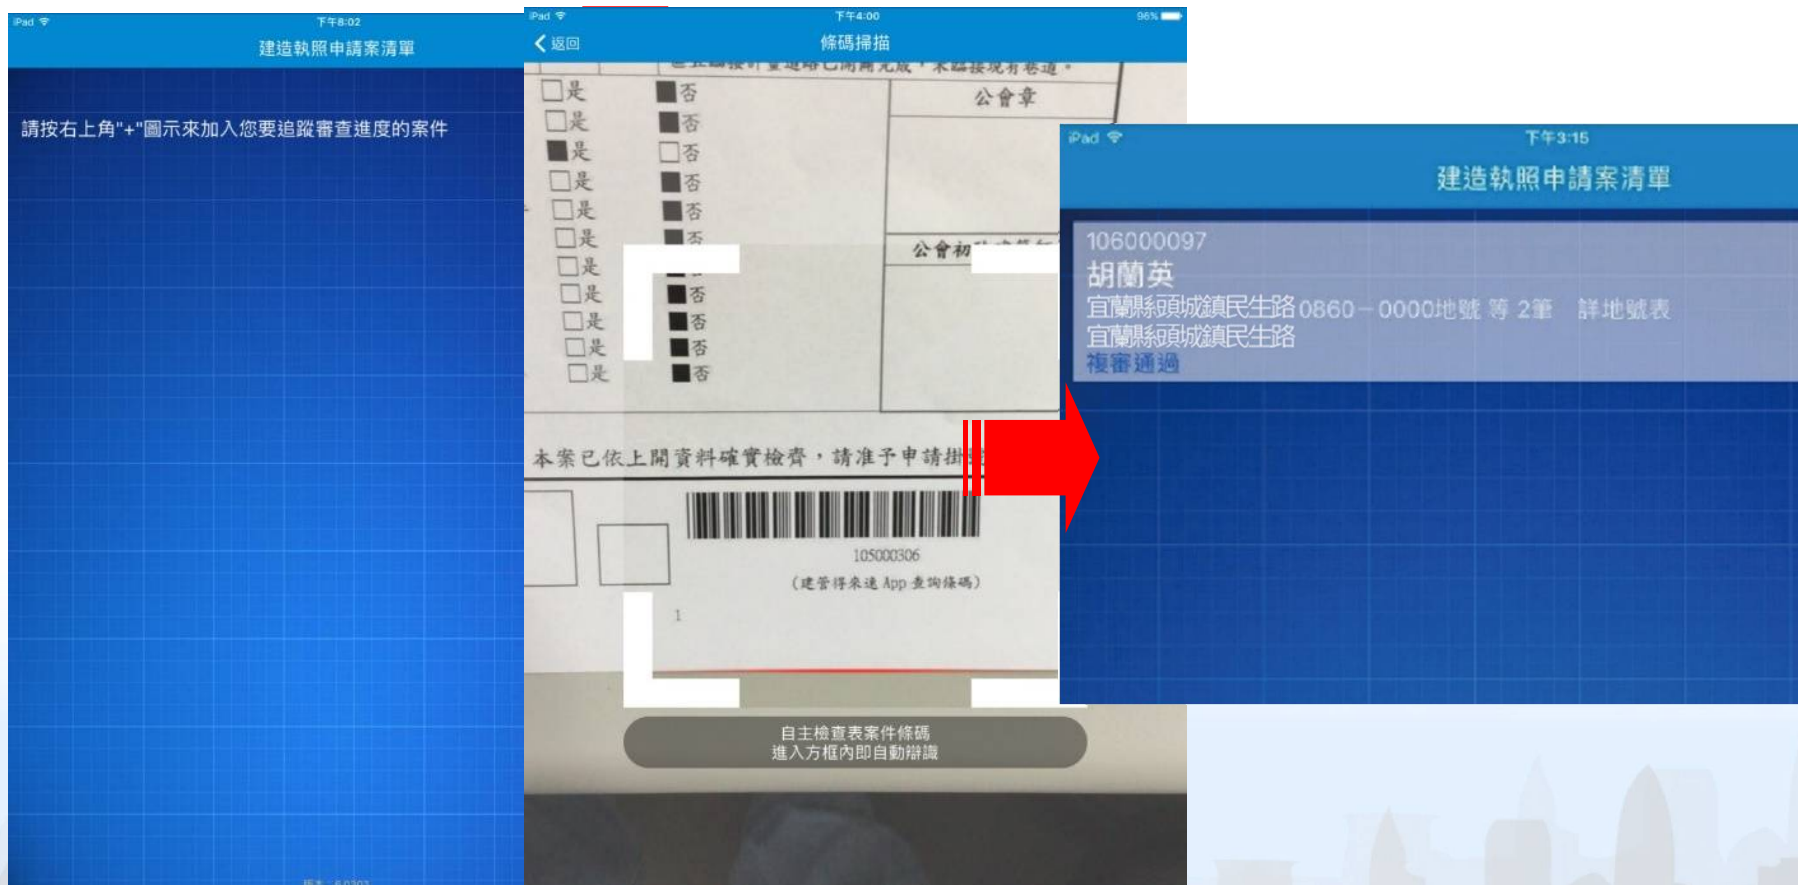 iPad
下午8:02
建造執照申請案清單
請按右上角"+"圖示來加入您要追蹤審查進度的案件
iPad
下午4:00
96%
返回
條碼掃描
公會章
是 否
是 否
是 否
是 否
是 否
是 否
是
是 否
是 否
是 否
是 否
公會初
本案已依上開資料確實檢齊，請准予申請掛
105000306
(建管得來速 App 查詢條碼)
1
自主檢查表案件條碼
進入方框內即自動辯識
iPad
下午3:15
建造執照申請案清單
106000097
胡蘭英
宜蘭縣頭城鎮民生路0860-0000地號 等 2筆 詳地號表
宜蘭縣頭城鎮民生路
複審通過